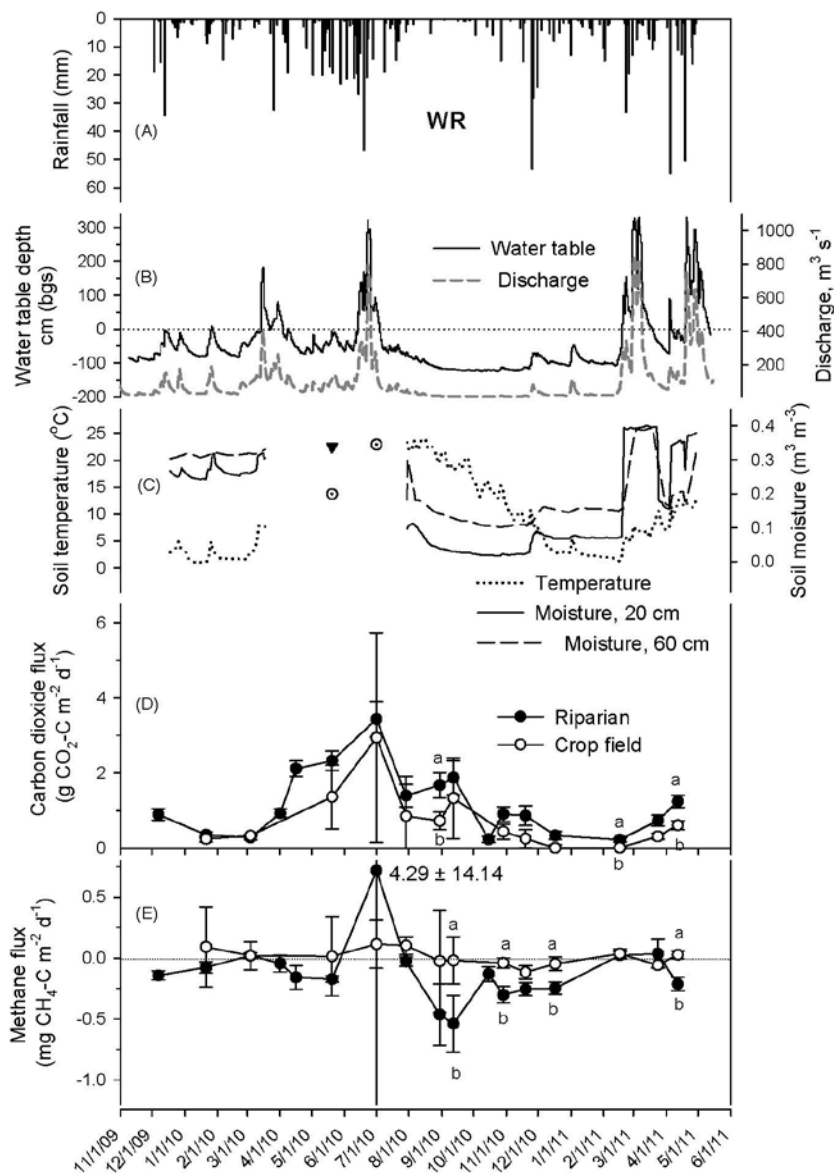 0
10
20
30
40
50
60
Rainfall (mm)
(A)
WR
300
200
100
0
-100
-200
Water table depth
cm (bgs)
(B)
Water table
Discharge
1000
800
600
400
200
Discharge, m³ s⁻¹
25
20
15
10
5
0
Soil temperature (°C)
(C)
0.4
0.3
0.2
0.1
0.0
Soil moisture (m³ m⁻³)
Temperature
Moisture, 20 cm
Moisture, 60 cm
6
4
2
0
Carbon dioxide flux
(g CO₂-C m⁻² d⁻¹)
(D)
Riparian
Crop field
a
b
a
b
a
b
0.5
0.0
-0.5
-1.0
Methane flux
(mg CH₄-C m⁻² d⁻¹)
(E)
4.29 ± 14.14
a
a
a
a
b
b
b
b
11/1/09
12/1/09
1/1/10
2/1/10
3/1/10
4/1/10
5/1/10
6/1/10
7/1/10
8/1/10
9/1/10
10/1/10
11/1/10
12/1/10
1/1/11
2/1/11
3/1/11
4/1/11
5/1/11
6/1/11